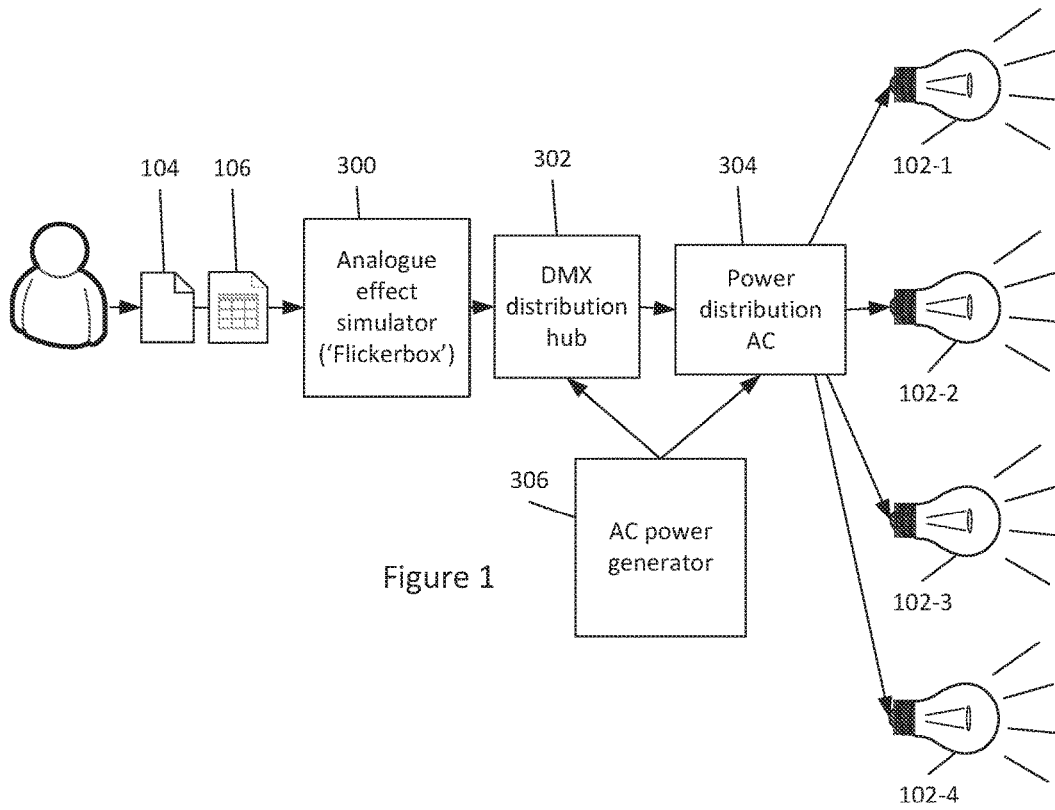 104
106
300
302
304
Analogue
effect
simulator
('Flickerbox')
DMX
distribution
hub
Power
distribution
AC
102-1
102-2
306
AC power
generator
Figure 1
102-3
102-4